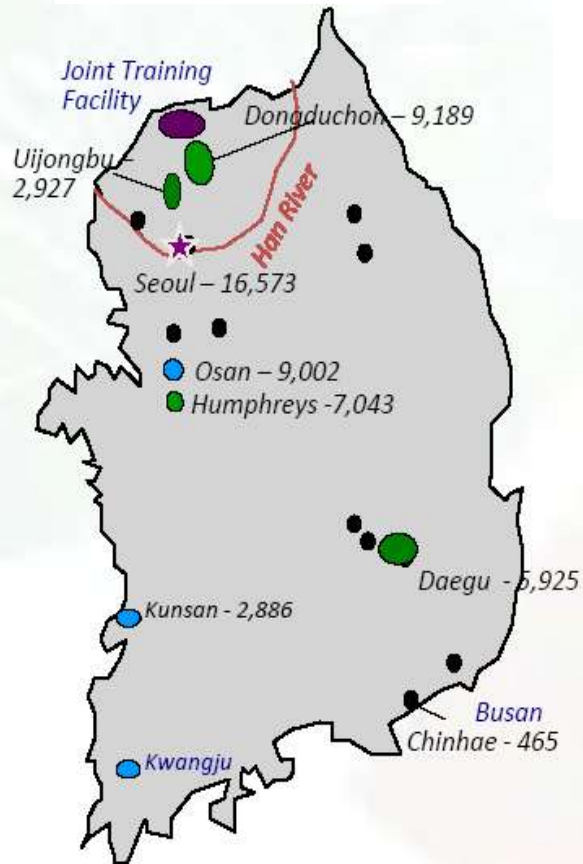 Joint Training
Facility
Dongduchon – 9,189
Uijongbu –
2,927
Han River
Seoul – 16,573
Osan – 9,002
Humphreys -7,043
Daegu - 5,925
Kunsan - 2,886
Busan
Chinhae - 465
Kwangju